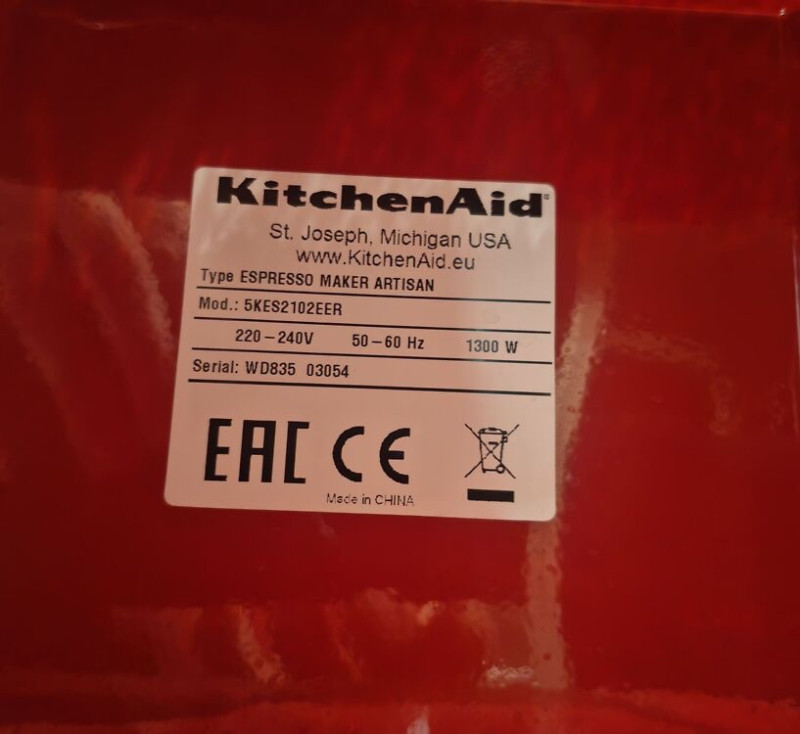 KitchenAid
St. Joseph, Michigan USA
www.KitchenAid.eu
Type ESPRESSO MAKER ARTISAN
Mod.: 5KES2102EER
220-240V 50-60 Hz 1300 W
Serial: WD835 03054
EAC CE
Made in CHINA